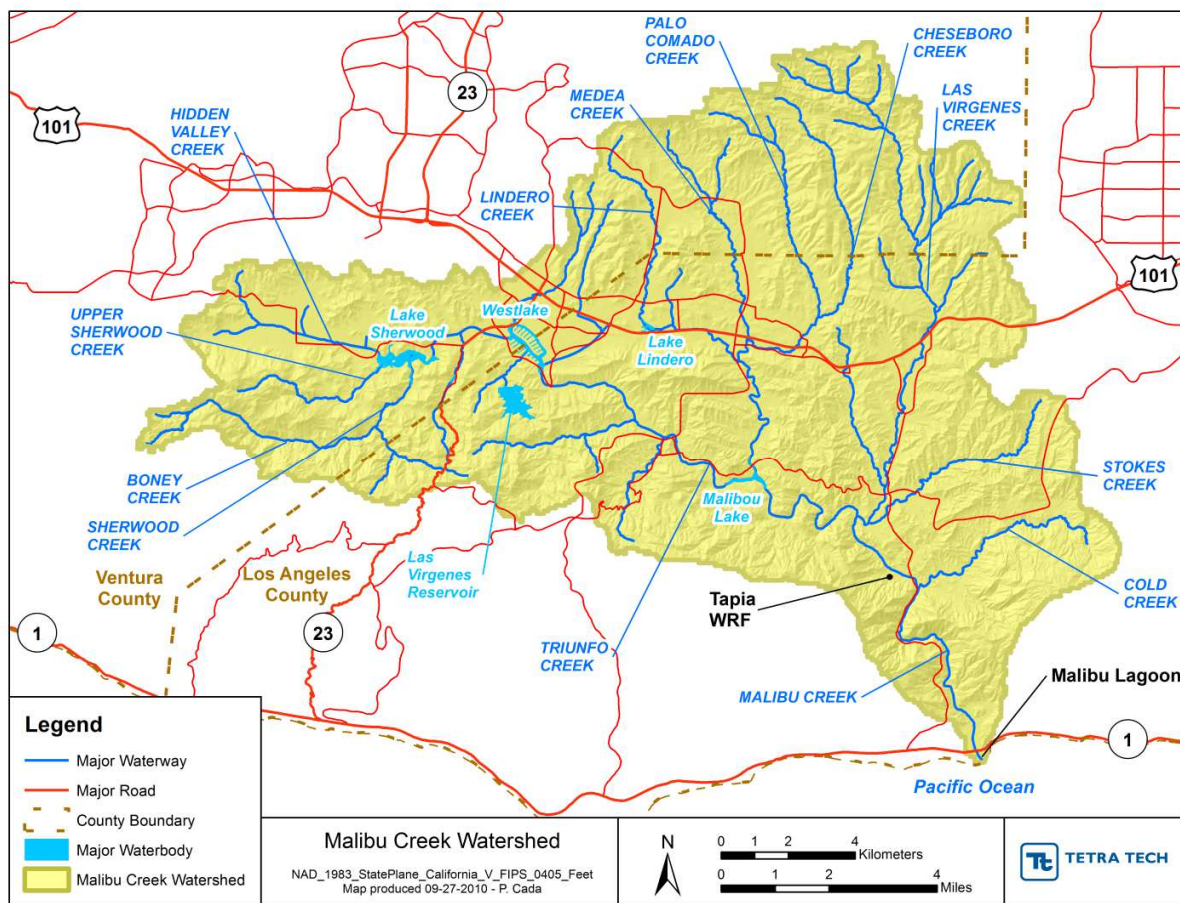 PALO
COMADO
CREEK
CHESEBORO
CREEK
23
MEDEA
CREEK
LAS
VIRGENES
CREEK
101
HIDDEN
VALLEY
CREEK
LINDERO
CREEK
101
UPPER
SHERWOOD
CREEK
Lake
Sherwood
Westlake
Lake
Lindero
BONEY
CREEK
STOKES
CREEK
SHERWOOD
CREEK
Malibou
Lake
Ventura
County
Los Angeles
County
Las
Virgenes
Reservoir
Tapia
WRF
COLD
CREEK
1
23
TRIUNFO
CREEK
MALIBU CREEK
Malibu Lagoon
1
Pacific Ocean
Legend
Major Waterway
Major Road
County Boundary
Major Waterbody
Malibu Creek Watershed
Malibu Creek Watershed
NAD_1983_StatePlane_California_V_FIPS_0405_Feet
Map produced 09-27-2010 - P. Cada
N
0 1 2 4
Kilometers
0 1 2 4
Miles
Tt TETRA TECH